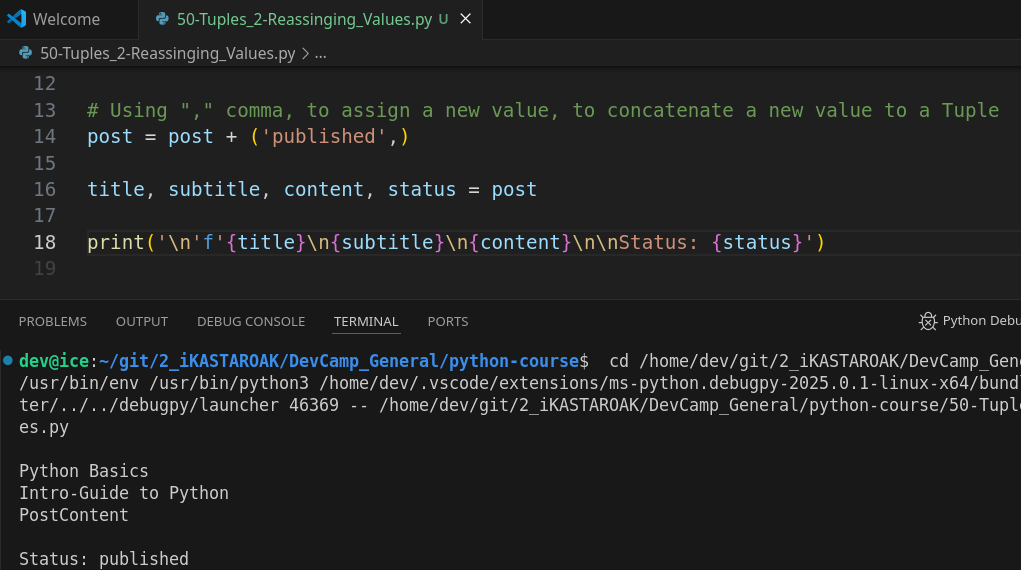 Welcome
50-Tuples_2-Reassinging_Values.py U
50-Tuples_2-Reassinging_Values.py > ...
12
13 # Using "," comma, to assign a new value, to concatenate a new value to a Tuple
14 post = post + ('published',)
15
16 title, subtitle, content, status = post
17
18 print('\n'f'{title}\n{subtitle}\n{content}\n\nStatus: {status}')
19
PROBLEMS OUTPUT DEBUG CONSOLE TERMINAL PORTS Python Debu
dev@ice:~/git/2_iKASTAROAK/DevCamp_General/python-course$ cd /home/dev/git/2_iKASTAROAK/DevCamp_Gene
/usr/bin/env /usr/bin/python3 /home/dev/.vscode/extensions/ms-python.debugpy-2025.0.1-linux-x64/bundl
ter/../../debugpy/launcher 46369 -- /home/dev/git/2_iKASTAROAK/DevCamp_General/python-course/50-Tuple
es.py
Python Basics
Intro-Guide to Python
PostContent
Status: published